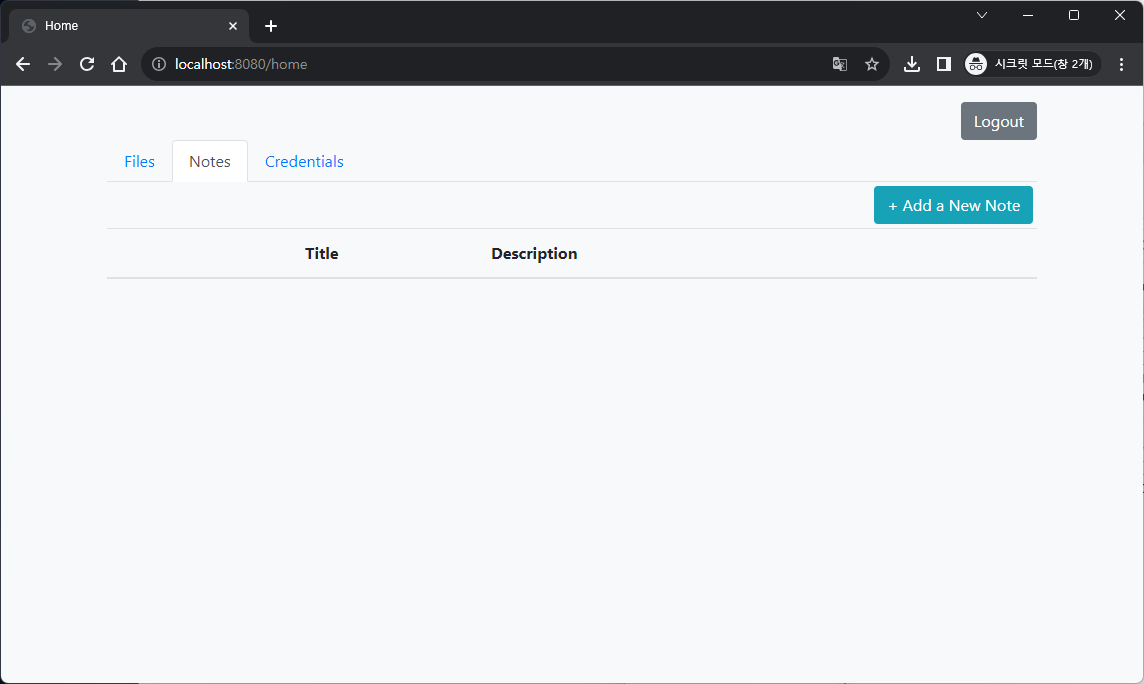 Home
localhost:8080/home
시크릿 모드(창 2개)
Logout
Files Notes Credentials
+ Add a New Note
Title Description